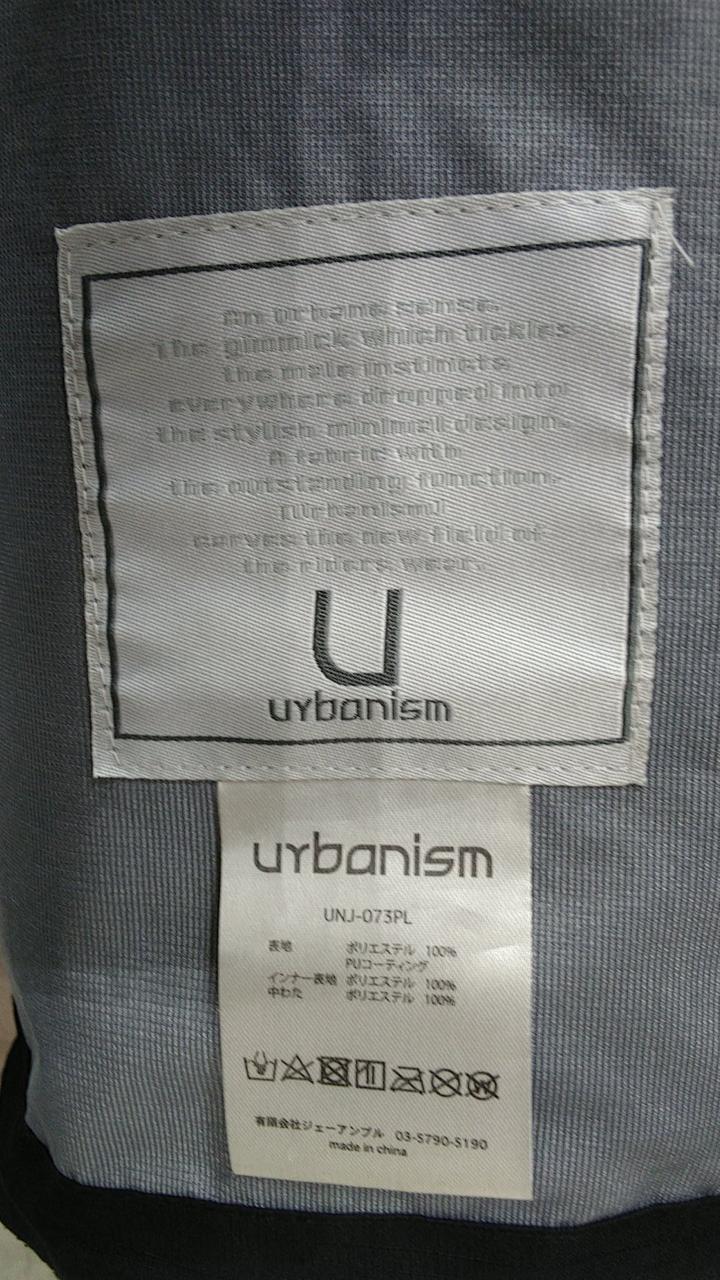 An urbane sense..
The gimmick which tickles
the male instincts
everywhere dropped into
the stylish minimal design..
A fabric with
the outstanding function.
[Urbanism]
carves the new field of
the riders wear..
U
urbanism
urbanism
UNJ-073PL
表地 ポリエステル 100%
PUコーティング
インナー表地 ポリエステル 100%
中わた ポリエステル 100%
有限会社ジェーアンブル 03-5790-5190
made in china